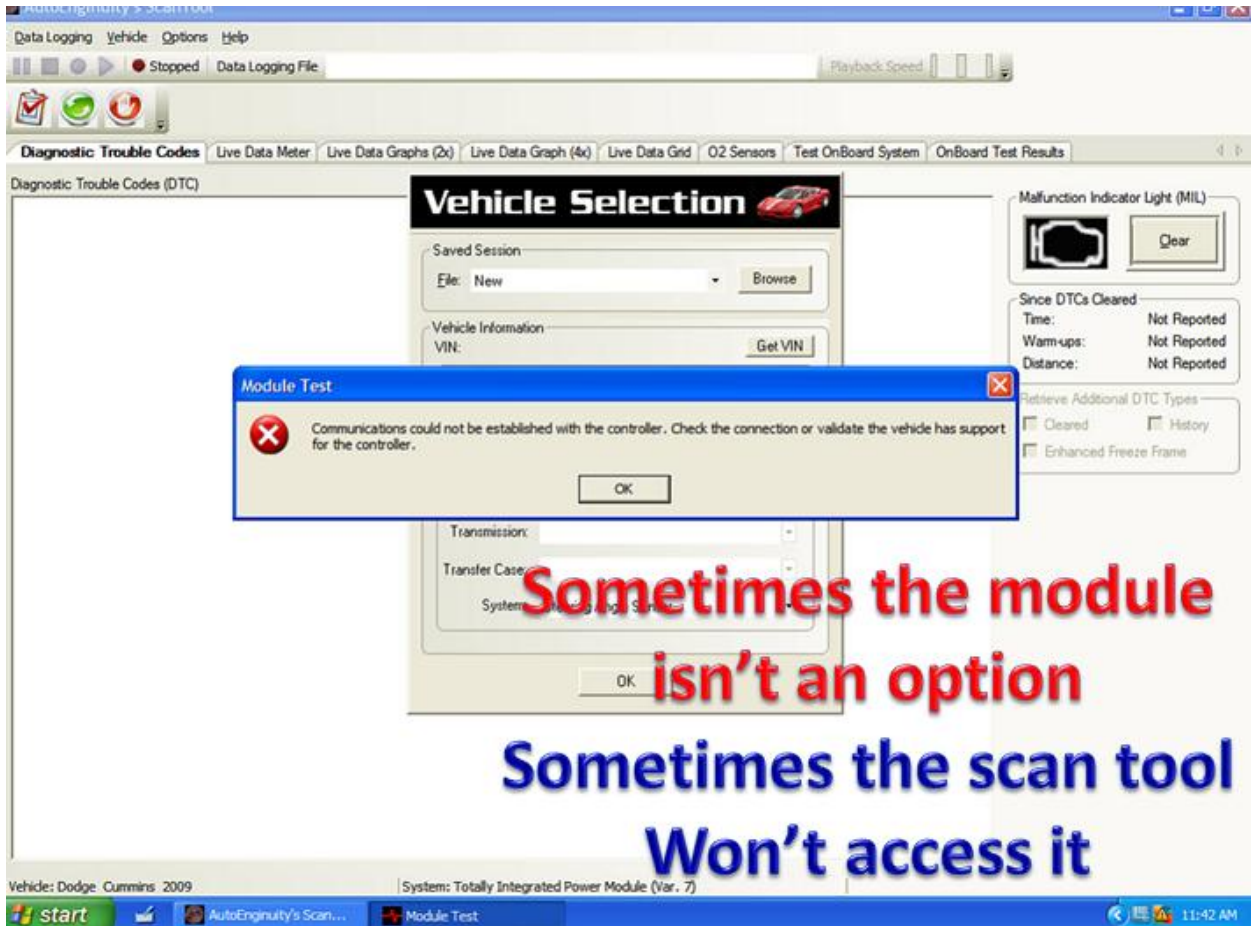 AutoEnginuity's ScanTool
Data Logging Vehicle Options Help
Stopped Data Logging File Playback Speed
Diagnostic Trouble Codes Live Data Meter Live Data Graphs (2x) Live Data Graph (4x) Live Data Grid O2 Sensors Test OnBoard System OnBoard Test Results
Diagnostic Trouble Codes (DTC)
Vehicle Selection
Saved Session
File: New Browse
Vehicle Information
VIN: Get VIN
Malfunction Indicator Light (MIL)
Clear
Since DTCs Cleared
Time: Not Reported
Warm-ups: Not Reported
Distance: Not Reported
Retrieve Additional DTC Types
Cleared History
Enhanced Freeze Frame
Module Test
Communications could not be established with the controller. Check the connection or validate the vehicle has support
for the controller.
OK
Transmission:
Transfer Case:
System: Steering Angle Sensor
OK
Sometimes the module
isn't an option
Sometimes the scan tool
Won't access it
Vehicle: Dodge Cummins 2009 System: Totally Integrated Power Module (Var. 7)
start AutoEnginuity's Scan... Module Test 11:42 AM